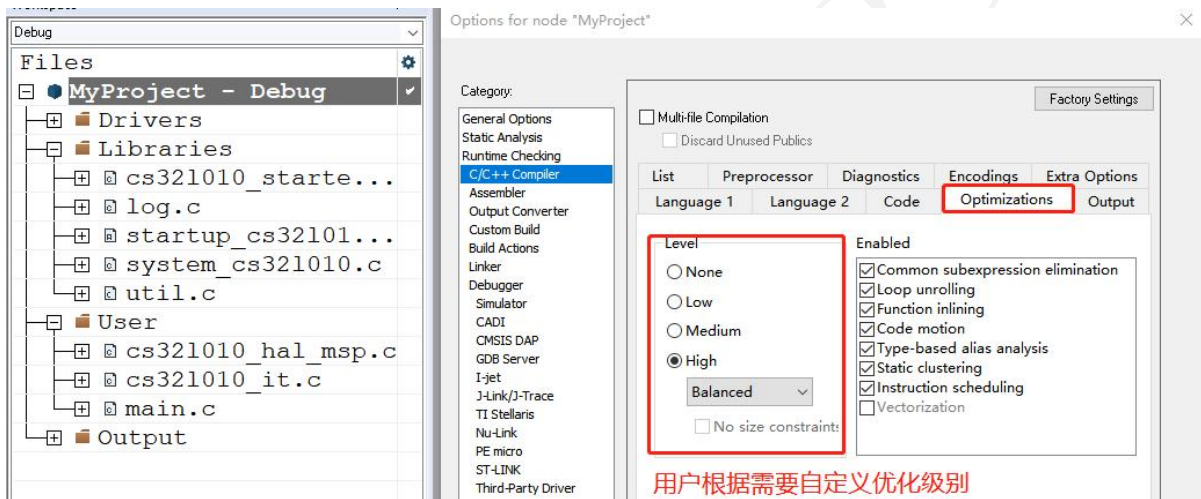 Debug
Files
MyProject - Debug
Drivers
Libraries
cs32l010_starte...
log.c
startup_cs32l01...
system_cs32l010.c
util.c
User
cs32l010_hal_msp.c
cs32l010_it.c
main.c
Output
Options for node "MyProject"
Category:
General Options
Static Analysis
Runtime Checking
C/C++ Compiler
Assembler
Output Converter
Custom Build
Build Actions
Linker
Debugger
Simulator
CADI
CMSIS DAP
GDB Server
I-jet
J-Link/J-Trace
TI Stellaris
Nu-Link
PE micro
ST-LINK
Third-Party Driver
Factory Settings
Multi-file Compilation
Discard Unused Publics
List Preprocessor Diagnostics Encodings Extra Options
Language 1 Language 2 Code Optimizations Output
Level
None
Low
Medium
High
Balanced
No size constraints
Enabled
Common subexpression elimination
Loop unrolling
Function inlining
Code motion
Type-based alias analysis
Static clustering
Instruction scheduling
Vectorization
用户根据需要自定义优化级别